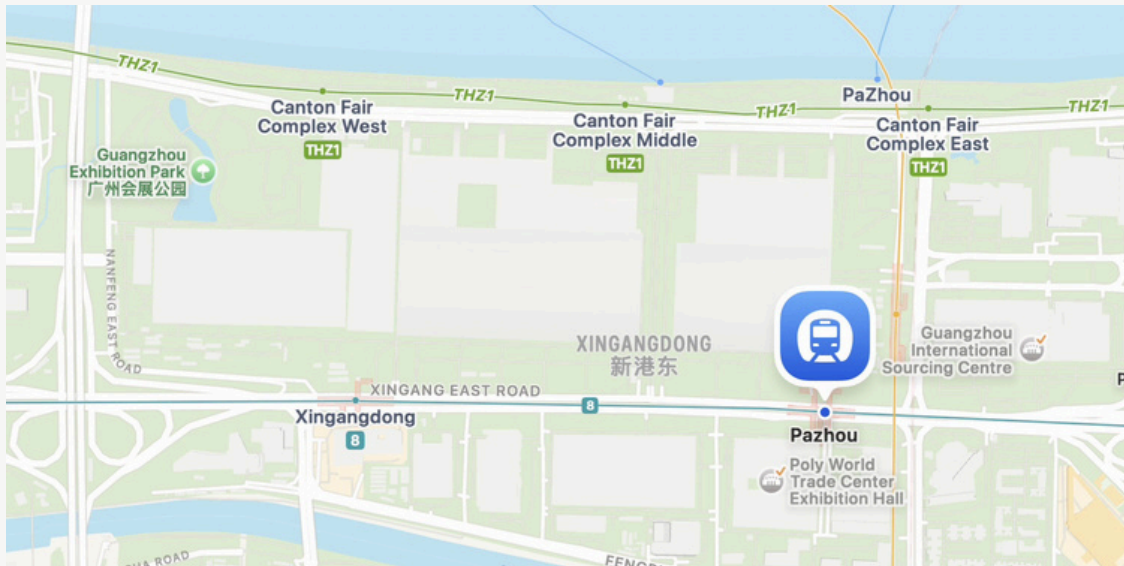 THZ1
THZ1
THZ1
THZ1
Canton Fair
Complex West
THZ1
Canton Fair
Complex Middle
THZ1
PaZhou
Canton Fair
Complex East
THZ1
Guangzhou
Exhibition Park
广州会展公园
NANFENG EAST ROAD
XINGANGDONG
新港东
Guangzhou
International
Sourcing Centre
P
XINGANG EAST ROAD
8
Xingangdong
8
Pazhou
Poly World
Trade Center
Exhibition Hall
ROAD